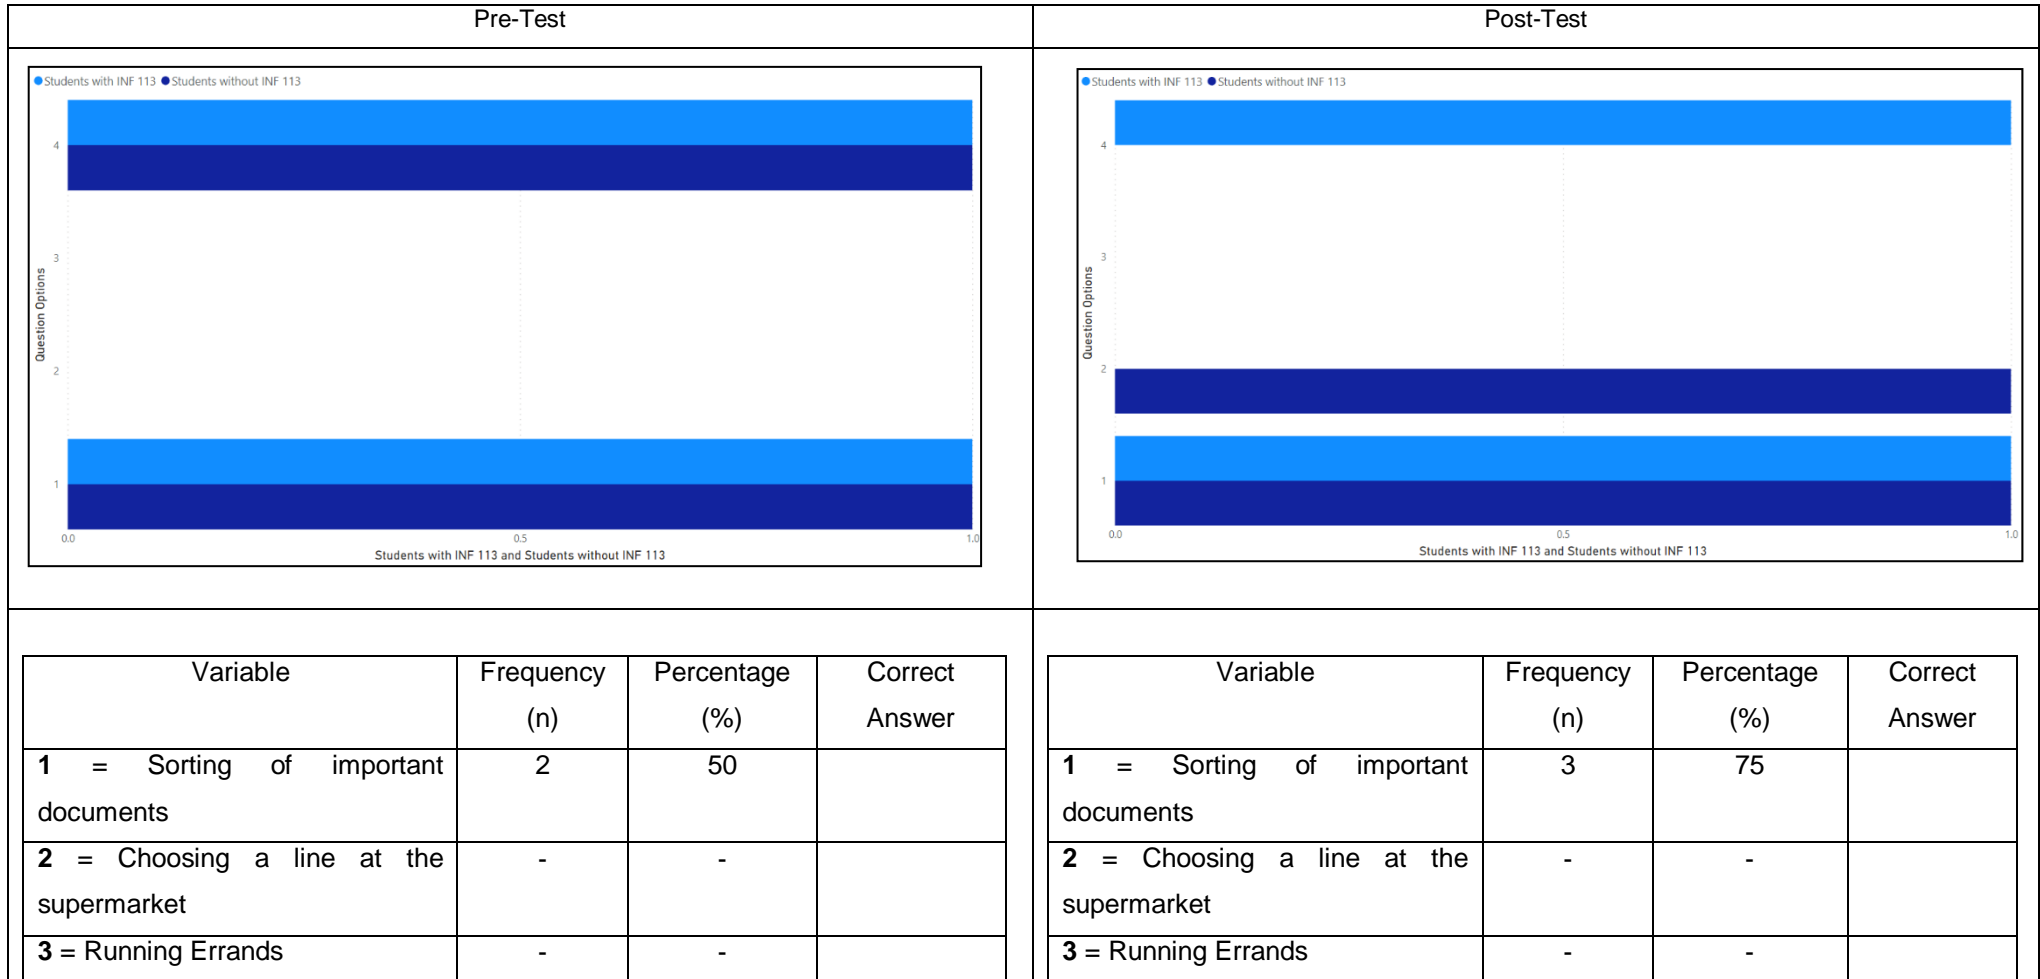 Pre-Test
Post-Test
Students with INF 113 Students without INF 113
4
3
2
1
Question Options
0.0 0.5 1.0
Students with INF 113 and Students without INF 113
Students with INF 113 Students without INF 113
4
3
2
1
Question Options
0.0 0.5 1.0
Students with INF 113 and Students without INF 113
Variable Frequency (n) Percentage (%) Correct Answer
1 = Sorting of important documents 2 50
2 = Choosing a line at the supermarket - -
3 = Running Errands - -
Variable Frequency (n) Percentage (%) Correct Answer
1 = Sorting of important documents 3 75
2 = Choosing a line at the supermarket - -
3 = Running Errands - -